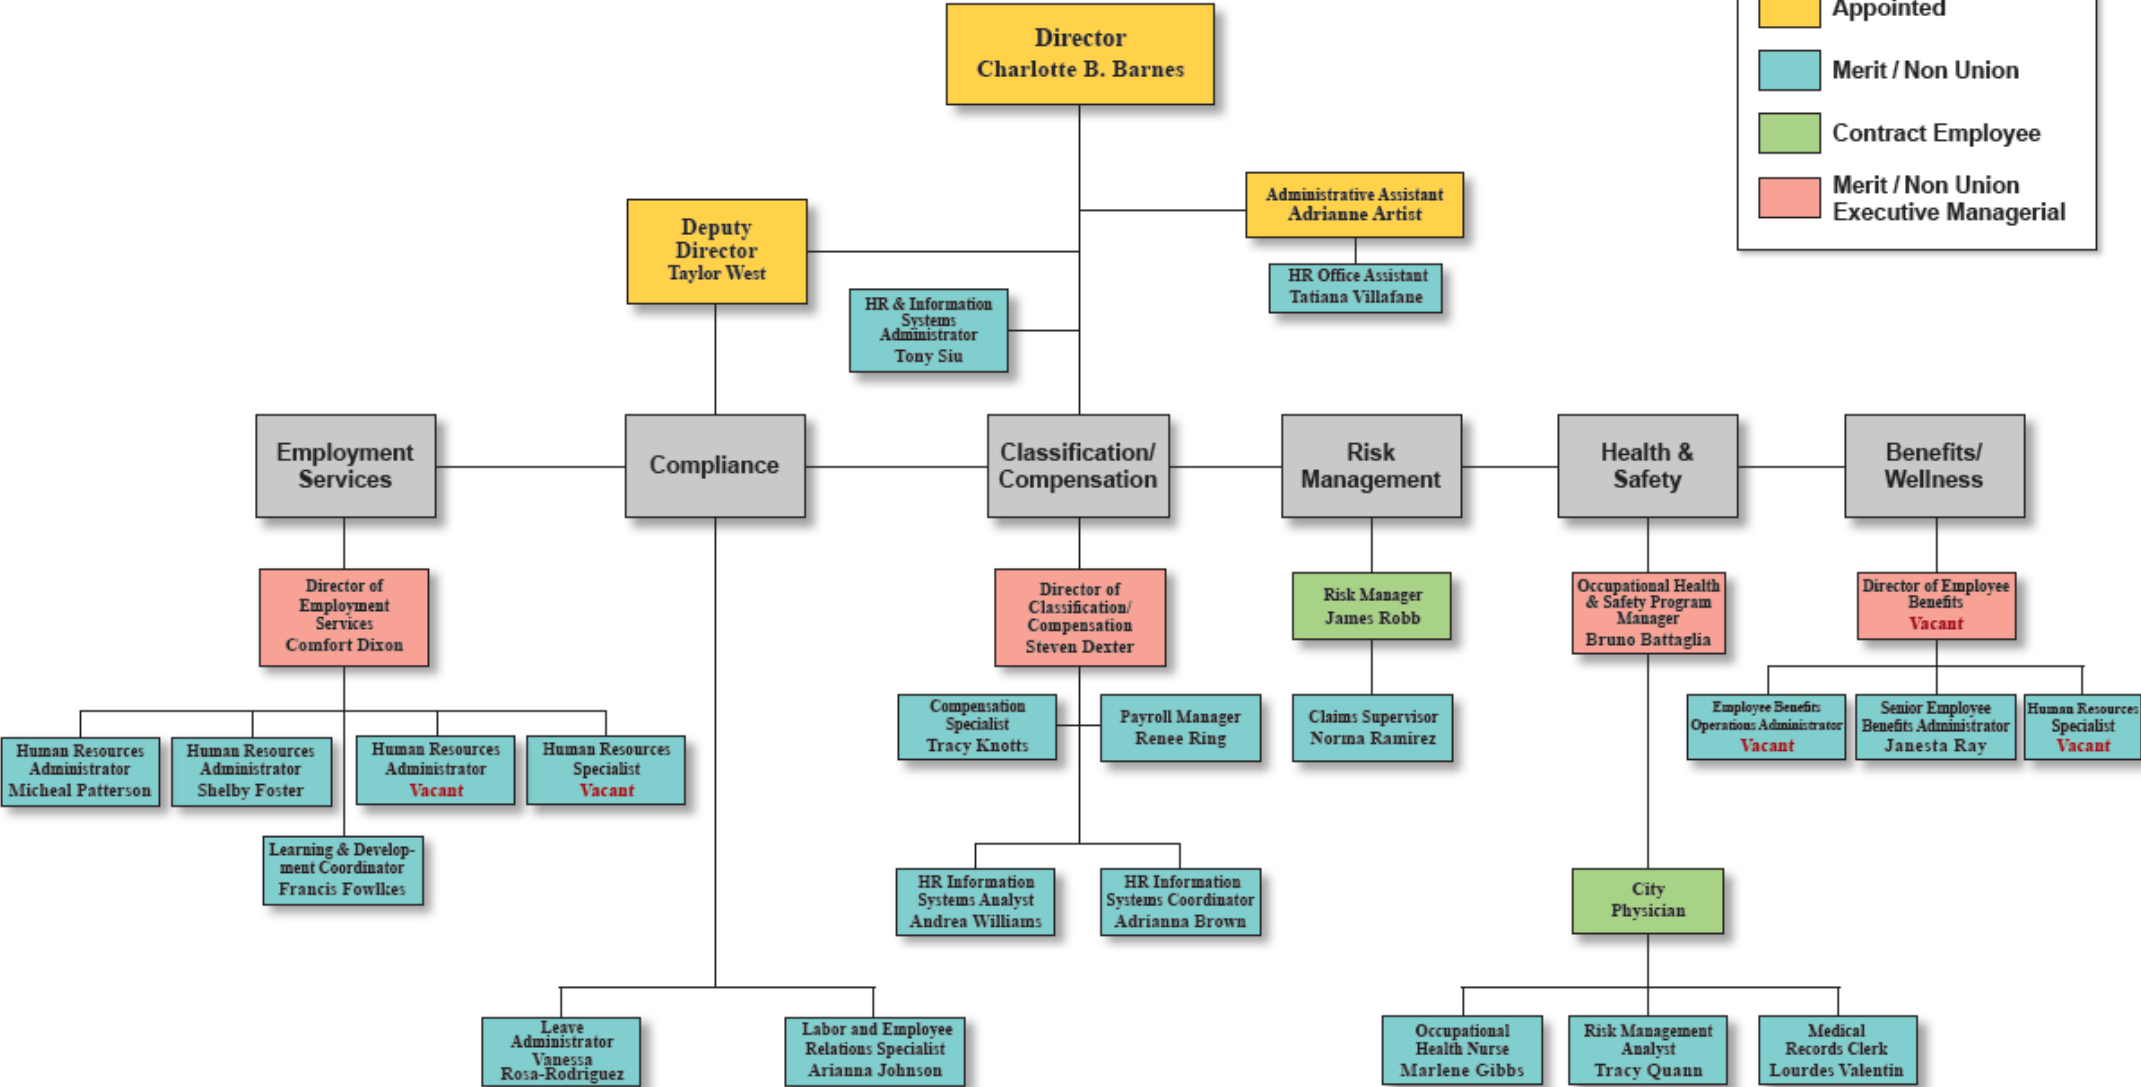 Appointed
Merit / Non Union
Contract Employee
Merit / Non Union
Executive Managerial
Director
Charlotte B. Barnes
Administrative Assistant
Adrianne Artist
HR Office Assistant
Tatiana Villafane
Deputy
Director
Taylor West
HR & Information
Systems
Administrator
Tony Siu
Employment
Services
Compliance
Classification/
Compensation
Risk
Management
Health &
Safety
Benefits/
Wellness
Director of
Employment
Services
Comfort Dixon
Director of
Classification/
Compensation
Steven Dexter
Risk Manager
James Robb
Occupational Health
& Safety Program
Manager
Bruno Battaglia
Director of Employee
Benefits
Vacant
Human Resources
Administrator
Micheal Patterson
Human Resources
Administrator
Shelby Foster
Human Resources
Administrator
Vacant
Human Resources
Specialist
Vacant
Compensation
Specialist
Tracy Knotts
Payroll Manager
Renee Ring
Claims Supervisor
Norma Ramirez
Employee Benefits
Operations Administrator
Vacant
Senior Employee
Benefits Administrator
Janesta Ray
Human Resources
Specialist
Vacant
Learning & Develop-
ment Coordinator
Francis Fowlkes
HR Information
Systems Analyst
Andrea Williams
HR Information
Systems Coordinator
Adrianna Brown
City
Physician
Leave
Administrator
Vanessa
Rosa-Rodriguez
Labor and Employee
Relations Specialist
Arianna Johnson
Occupational
Health Nurse
Marlene Gibbs
Risk Management
Analyst
Tracy Quann
Medical
Records Clerk
Lourdes Valentin